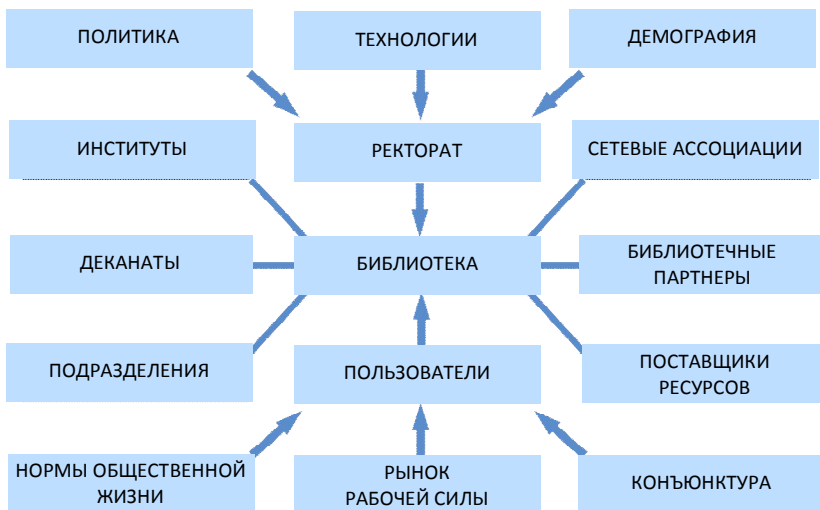 ПОЛИТИКА
ТЕХНОЛОГИИ
ДЕМОГРАФИЯ
ИНСТИТУТЫ
РЕКТОРАТ
СЕТЕВЫЕ АССОЦИАЦИИ
ДЕКАНАТЫ
БИБЛИОТЕКА
БИБЛИОТЕЧНЫЕ
ПАРТНЕРЫ
ПОДРАЗДЕЛЕНИЯ
ПОЛЬЗОВАТЕЛИ
ПОСТАВЩИКИ
РЕСУРСОВ
НОРМЫ ОБЩЕСТВЕННОЙ
ЖИЗНИ
РЫНОК
РАБОЧЕЙ СИЛЫ
КОНЪЮНКТУРА